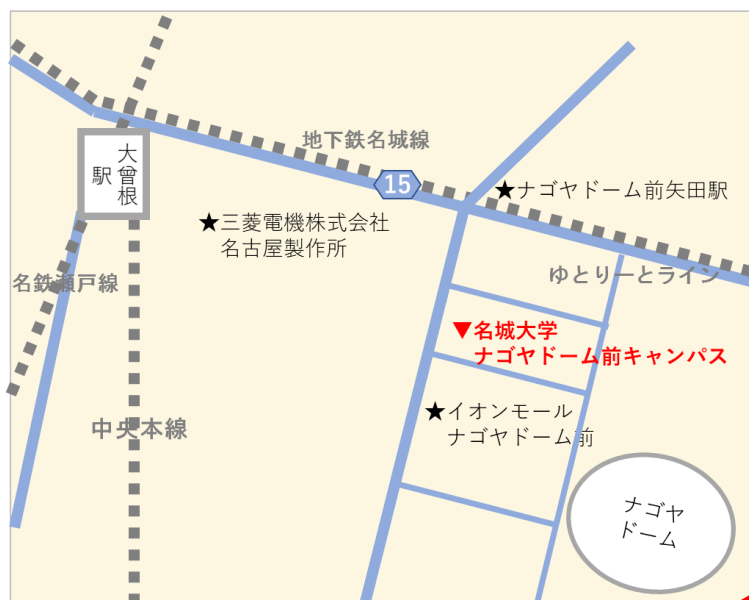 地下鉄名城線
大曾根
駅
15
★ナゴヤドーム前矢田駅
★三菱電機株式会社
名古屋製作所
名鉄瀬戸線
ゆとりーとライン
▼名城大学
ナゴヤドーム前キャンパス
中央本線
★イオンモール
ナゴヤドーム前
ナゴヤ
ドーム